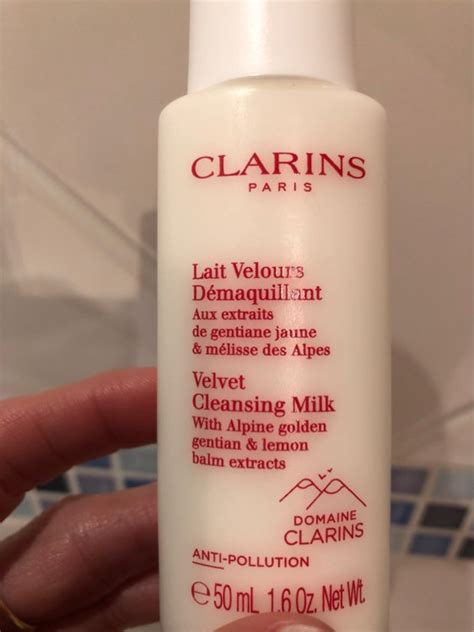 CLARINS
PARIS
Lait Velours
Démaquillant
Aux extraits
de gentiane jaune
& mélisse des Alpes
Velvet
Cleansing Milk
With Alpine golden
gentian & lemon
balm extracts
DOMAINE
CLARINS
ANTI-POLLUTION
℮50 mL 1.6 Oz. Net Wt.